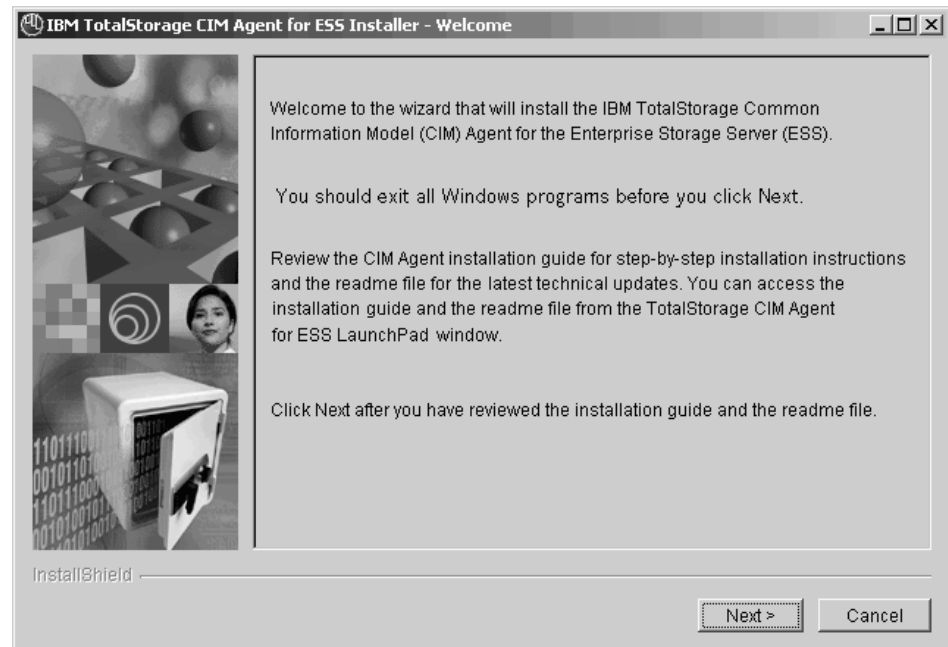 IBM TotalStorage CIM Agent for ESS Installer - Welcome
Welcome to the wizard that will install the IBM TotalStorage Common
Information Model (CIM) Agent for the Enterprise Storage Server (ESS).
You should exit all Windows programs before you click Next.
Review the CIM Agent installation guide for step-by-step installation instructions
and the readme file for the latest technical updates. You can access the
installation guide and the readme file from the TotalStorage CIM Agent
for ESS LaunchPad window.
Click Next after you have reviewed the installation guide and the readme file.
InstallShield
Next >
Cancel